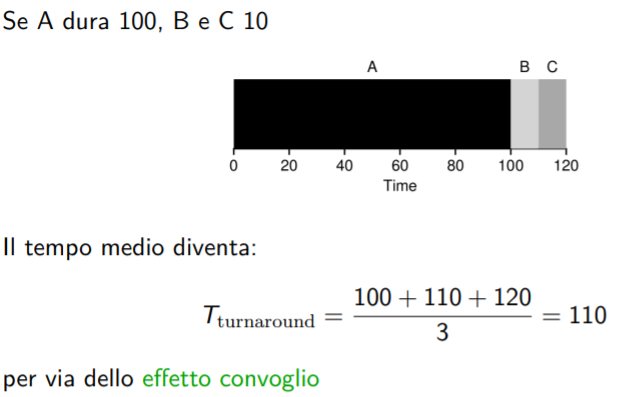 Se A dura 100, B e C 10
A B C
0 20 40 60 80 100 120
Time
Il tempo medio diventa:
T_turnaround = (100 + 110 + 120) / 3 = 110
per via dello effetto convoglio